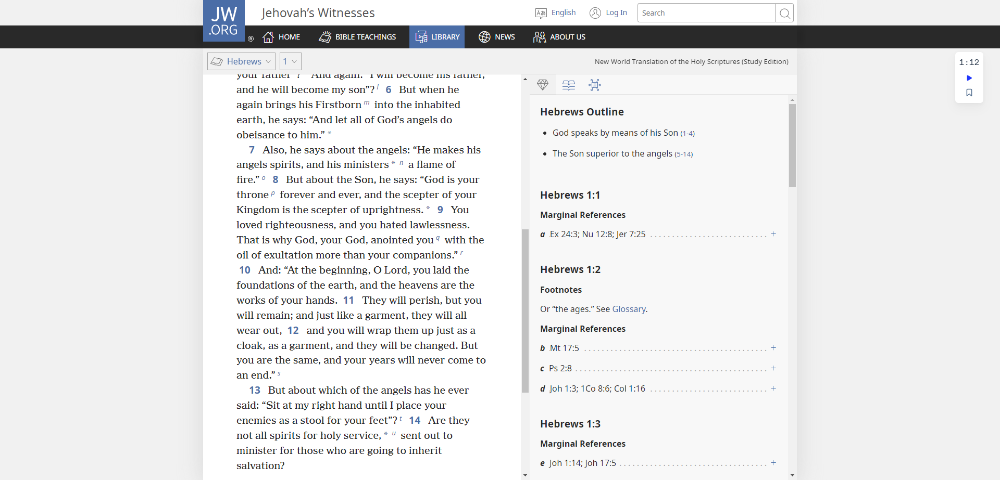 JW
.ORG
®
Jehovah’s Witnesses
English
Log In
Search
HOME
BIBLE TEACHINGS
LIBRARY
NEWS
ABOUT US
Hebrews
1
New World Translation of the Holy Scriptures (Study Edition)
1:12
your father”? And again: “I will become his father,
and he will become my son”? l 6 But when he
again brings his Firstborn m into the inhabited
earth, he says: “And let all of God’s angels do
obeisance to him.” *
7 Also, he says about the angels: “He makes his
angels spirits, and his ministers * n a flame of
fire.” o 8 But about the Son, he says: “God is your
throne p forever and ever, and the scepter of your
Kingdom is the scepter of uprightness. * 9 You
loved righteousness, and you hated lawlessness.
That is why God, your God, anointed you q with the
oil of exultation more than your companions.” r
10 And: “At the beginning, O Lord, you laid the
foundations of the earth, and the heavens are the
works of your hands. 11 They will perish, but you
will remain; and just like a garment, they will all
wear out, 12 and you will wrap them up just as a
cloak, as a garment, and they will be changed. But
you are the same, and your years will never come to
an end.” s
13 But about which of the angels has he ever
said: “Sit at my right hand until I place your
enemies as a stool for your feet”? t 14 Are they
not all spirits for holy service, * u sent out to
minister for those who are going to inherit
salvation?
Hebrews Outline
• God speaks by means of his Son (1-4)
• The Son superior to the angels (5-14)
Hebrews 1:1
Marginal References
a Ex 24:3; Nu 12:8; Jer 7:25 +
Hebrews 1:2
Footnotes
Or “the ages.” See Glossary.
Marginal References
b Mt 17:5 +
c Ps 2:8 +
d Joh 1:3; 1Co 8:6; Col 1:16 +
Hebrews 1:3
Marginal References
e Joh 1:14; Joh 17:5 +